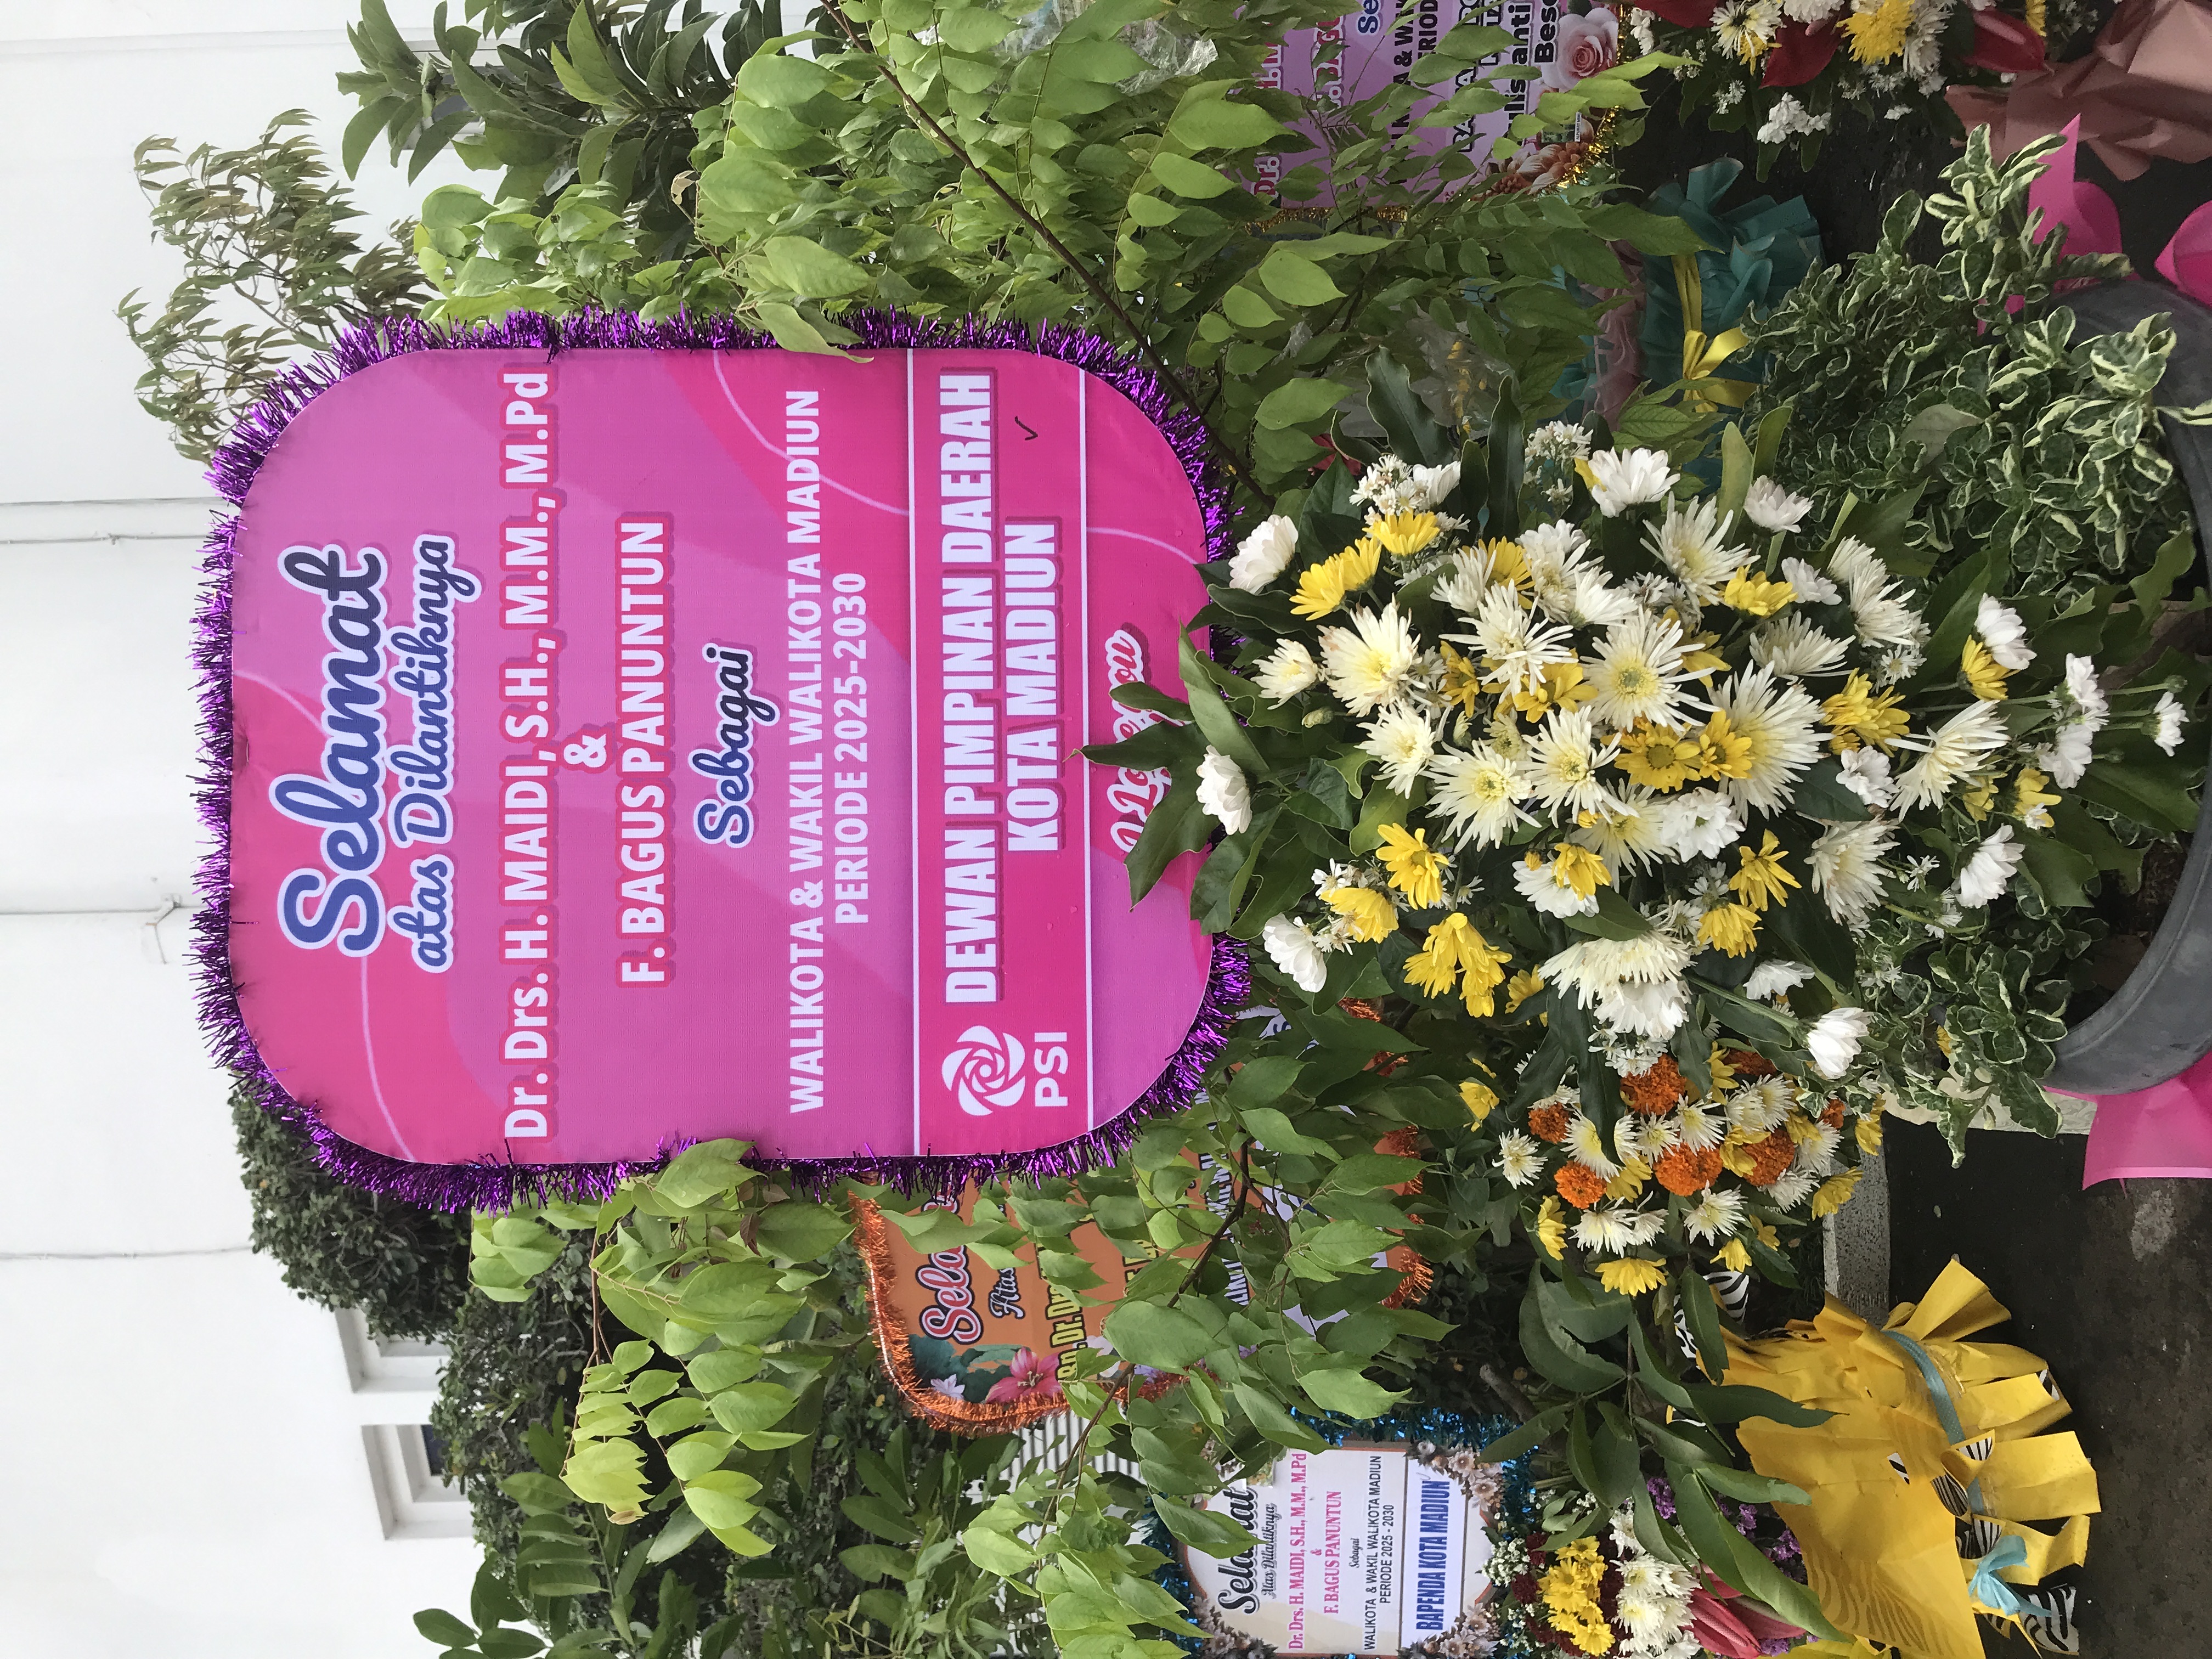 Selamat
atas Dilantiknya
Dr. Drs. H. MAIDI, S.H., M.M., M.Pd
&
F. BAGUS PANUNTUN
Sebagai
WALIKOTA & WAKIL WALIKOTA MADIUN
PERIODE 2025-2030
PSI
DEWAN PIMPINAN DAERAH
KOTA MADIUN
Selamat
Atas Dilantiknya
Dr. Drs. H. MAIDI, S.H., M.M., M.Pd
&
F. BAGUS PANUNTUN
Sebagai
WALIKOTA & WAKIL WALIKOTA MADIUN
PERIODE 2025 - 2030
BAPENDA KOTA MADIUN